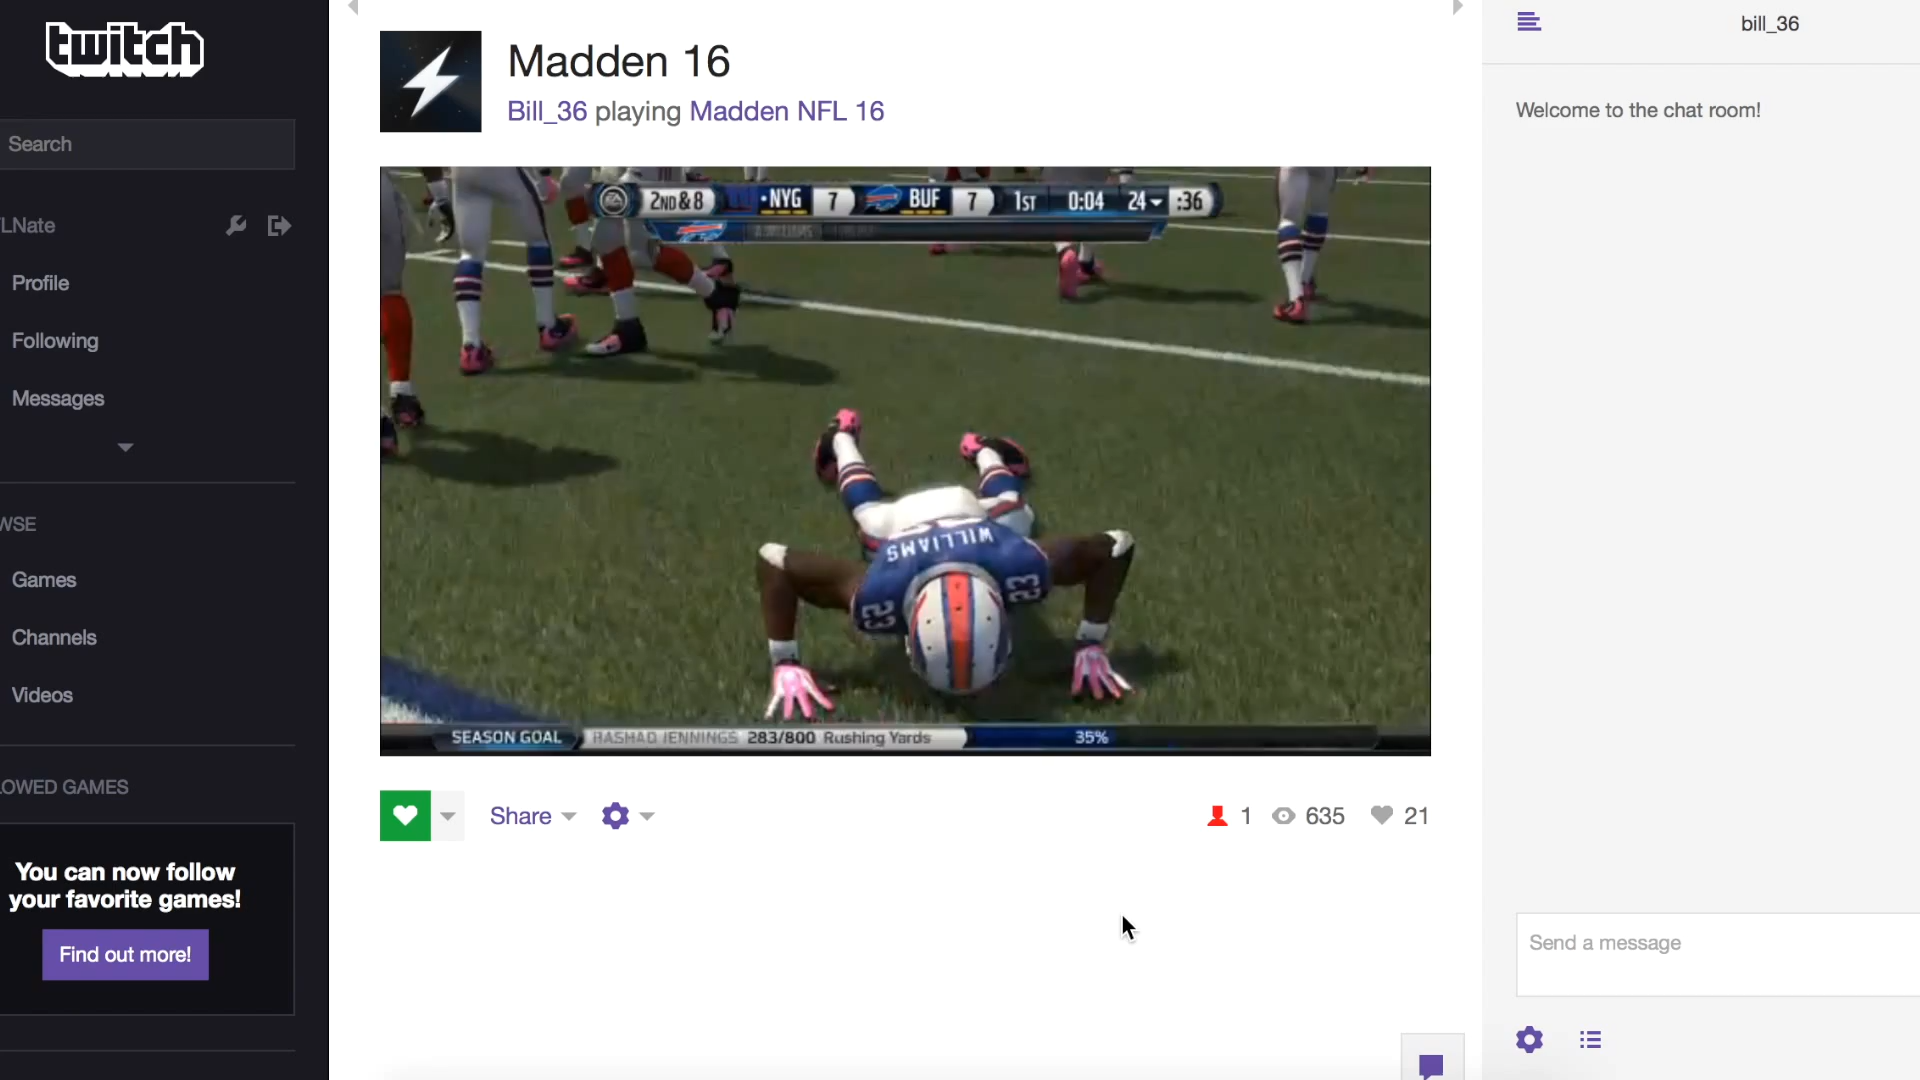 twitch
Search
LNate
Profile
Following
Messages
WSE
Games
Channels
Videos
LOWED GAMES
You can now follow
your favorite games!
Find out more!
Madden 16
Bill_36 playing Madden NFL 16
2ND & 8 NYG 7 BUF 7 1ST 0:04 24 :36
A.WILLIAMS
WILLIAMS
23 23
SEASON GOAL RASHAD JENNINGS 283/800 Rushing Yards 35%
Share
1 635 21
bill_36
Welcome to the chat room!
Send a message